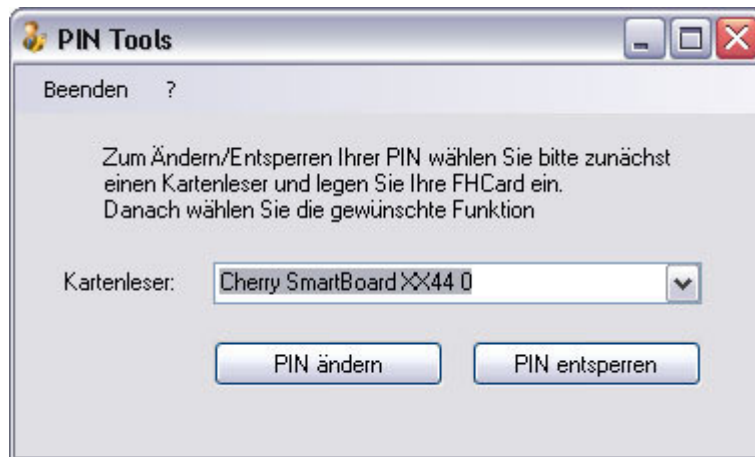 PIN Tools
Beenden ?
Zum Ändern/Entsperren Ihrer PIN wählen Sie bitte zunächst
einen Kartenleser und legen Sie Ihre FHCard ein.
Danach wählen Sie die gewünschte Funktion
Kartenleser: Cherry SmartBoard XX44 0
PIN ändern PIN entsperren